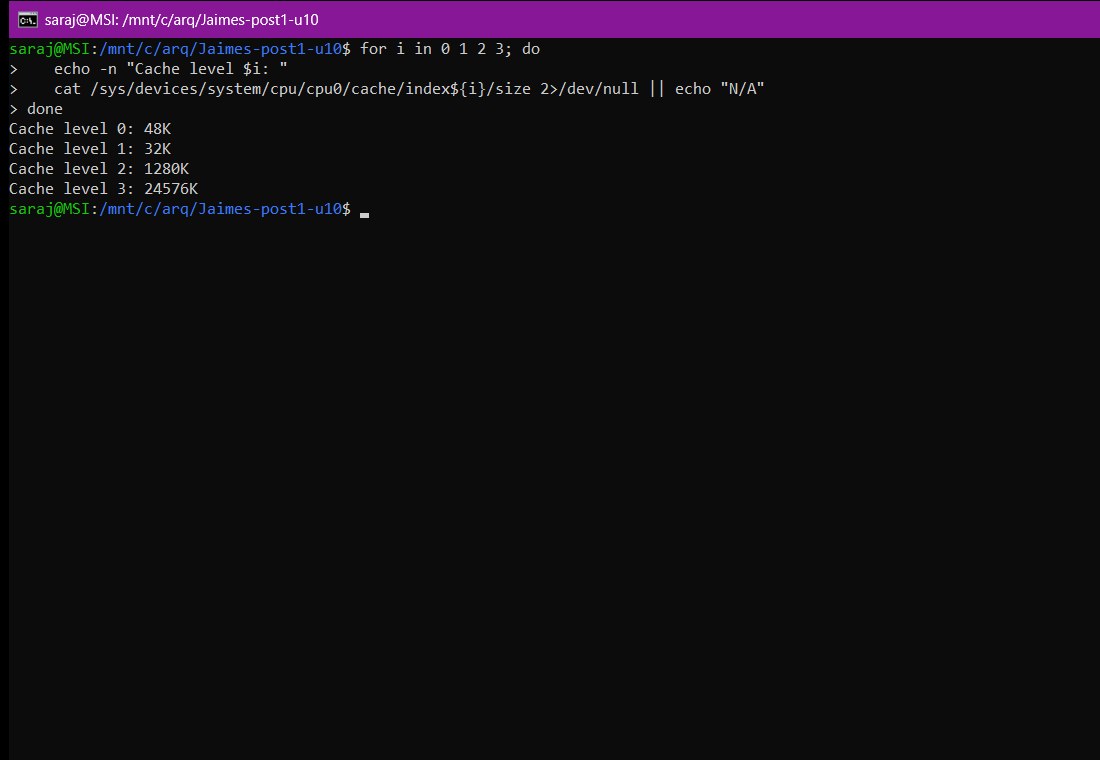 saraj@MSI: /mnt/c/arq/Jaimes-post1-u10
saraj@MSI:/mnt/c/arq/Jaimes-post1-u10$ for i in 0 1 2 3; do
>    echo -n "Cache level $i: "
>    cat /sys/devices/system/cpu/cpu0/cache/index${i}/size 2>/dev/null || echo "N/A"
> done
Cache level 0: 48K
Cache level 1: 32K
Cache level 2: 1280K
Cache level 3: 24576K
saraj@MSI:/mnt/c/arq/Jaimes-post1-u10$